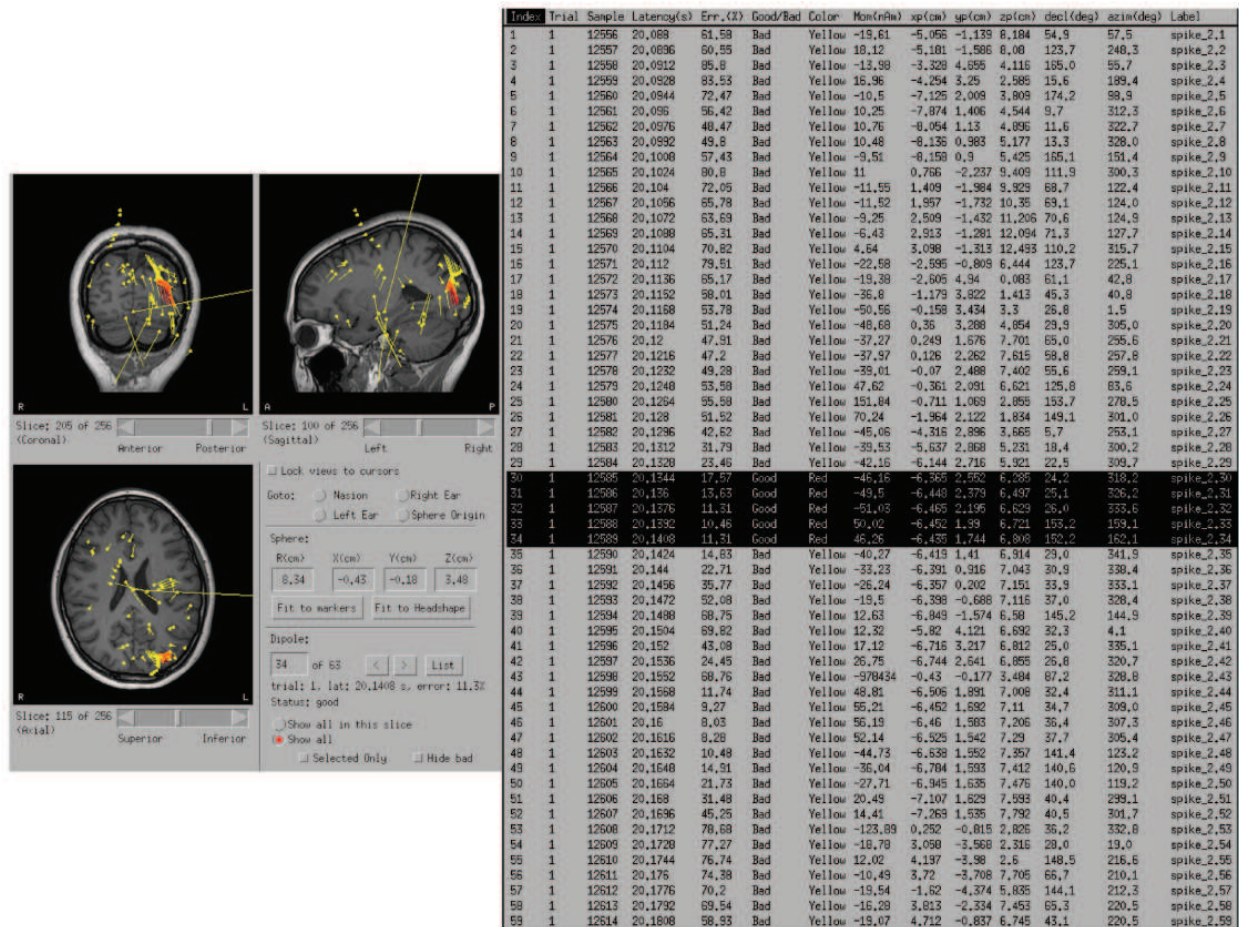 R
L
A
P
Slice: 205 of 256
(Coronal)
Anterior
Posterior
Slice: 100 of 256
(Sagittal)
Left
Right
R
L
Slice: 115 of 256
(Axial)
Superior
Inferior
Lock views to cursors
Goto: Nasion Right Ear
Left Ear Sphere Origin
Sphere:
R(cm) X(cm) Y(cm) Z(cm)
8.34 -0.43 -0.18 3.48
Fit to markers Fit to Headshape
Dipole:
34 of 63 < > List
trial: 1, lat: 20.1408 s, error: 11.3%
Status: good
Show all in this slice
Show all
Selected Only Hide bad
Index Trial Sample Latency(s) Err.(%) Good/Bad Color Mom(nAm) xp(cm) yp(cm) zp(cm) decl(deg) azim(deg) Label
1 1 12556 20.088 61.58 Bad Yellow -19.61 -5.056 -1.139 8.184 54.9 57.5 spike_2.1
2 1 12557 20.0896 60.55 Bad Yellow 18.12 -5.181 -1.586 8.08 123.7 248.3 spike_2.2
3 1 12558 20.0912 85.8 Bad Yellow -13.98 -3.328 4.655 4.116 165.0 55.7 spike_2.3
4 1 12559 20.0928 83.53 Bad Yellow 16.96 -4.254 3.25 2.585 15.6 189.4 spike_2.4
5 1 12560 20.0944 72.47 Bad Yellow -10.5 -7.125 2.009 3.809 174.2 98.9 spike_2.5
6 1 12561 20.096 56.42 Bad Yellow 10.25 -7.874 1.406 4.544 9.7 312.3 spike_2.6
7 1 12562 20.0976 48.47 Bad Yellow 10.76 -8.054 1.13 4.896 11.6 322.7 spike_2.7
8 1 12563 20.0992 49.8 Bad Yellow 10.48 -8.136 0.983 5.177 13.3 328.0 spike_2.8
9 1 12564 20.1008 57.43 Bad Yellow -9.51 -8.158 0.9 5.425 165.1 151.4 spike_2.9
10 1 12565 20.1024 80.8 Bad Yellow 11 0.766 -2.237 9.409 111.9 300.3 spike_2.10
11 1 12566 20.104 72.05 Bad Yellow -11.55 1.409 -1.984 9.929 68.7 122.4 spike_2.11
12 1 12567 20.1056 65.78 Bad Yellow -11.52 1.957 -1.732 10.35 69.1 124.0 spike_2.12
13 1 12568 20.1072 63.69 Bad Yellow -9.25 2.509 -1.432 11.206 70.6 124.9 spike_2.13
14 1 12569 20.1088 65.31 Bad Yellow -6.43 2.913 -1.281 12.094 71.3 127.7 spike_2.14
15 1 12570 20.1104 70.82 Bad Yellow 4.64 3.098 -1.313 12.493 110.2 315.7 spike_2.15
16 1 12571 20.112 79.51 Bad Yellow -22.58 -2.595 -0.809 6.444 123.7 225.1 spike_2.16
17 1 12572 20.1136 65.17 Bad Yellow -19.38 -2.605 4.94 0.083 61.1 42.8 spike_2.17
18 1 12573 20.1152 58.01 Bad Yellow -36.8 -1.179 3.822 1.413 45.3 40.8 spike_2.18
19 1 12574 20.1168 53.78 Bad Yellow -50.56 -0.158 3.434 3.3 26.8 1.5 spike_2.19
20 1 12575 20.1184 51.24 Bad Yellow -48.68 0.36 3.288 4.854 29.9 305.0 spike_2.20
21 1 12576 20.12 47.91 Bad Yellow -37.27 0.249 1.676 7.701 65.0 255.6 spike_2.21
22 1 12577 20.1216 47.2 Bad Yellow -37.97 0.126 2.262 7.615 58.8 257.8 spike_2.22
23 1 12578 20.1232 49.28 Bad Yellow -39.01 -0.07 2.488 7.402 55.6 259.1 spike_2.23
24 1 12579 20.1248 53.58 Bad Yellow 47.62 -0.361 2.091 6.621 125.8 83.6 spike_2.24
25 1 12580 20.1264 55.58 Bad Yellow 151.84 -0.711 1.069 2.855 153.7 278.5 spike_2.25
26 1 12581 20.128 51.52 Bad Yellow 70.24 -1.964 2.122 1.834 149.1 301.0 spike_2.26
27 1 12582 20.1296 42.62 Bad Yellow -45.06 -4.316 2.896 3.665 5.7 253.1 spike_2.27
28 1 12583 20.1312 31.79 Bad Yellow -39.53 -5.637 2.868 5.231 18.4 300.2 spike_2.28
29 1 12584 20.1328 23.46 Bad Yellow -42.16 -6.144 2.716 5.921 22.5 309.7 spike_2.29
30 1 12585 20.1344 17.57 Good Red -46.16 -6.365 2.552 6.285 24.2 318.2 spike_2.30
31 1 12586 20.136 13.63 Good Red -49.5 -6.448 2.379 6.497 25.1 326.2 spike_2.31
32 1 12587 20.1376 11.31 Good Red -51.03 -6.465 2.195 6.629 26.0 333.6 spike_2.32
33 1 12588 20.1392 10.46 Good Red 50.02 -6.452 1.99 6.721 153.2 159.1 spike_2.33
34 1 12589 20.1408 11.31 Good Red 46.26 -6.435 1.744 6.808 152.2 162.1 spike_2.34
35 1 12590 20.1424 14.83 Bad Yellow -40.27 -6.419 1.41 6.914 29.0 341.9 spike_2.35
36 1 12591 20.144 22.71 Bad Yellow -33.23 -6.391 0.916 7.043 30.9 338.4 spike_2.36
37 1 12592 20.1456 35.77 Bad Yellow -26.24 -6.357 0.202 7.151 33.9 333.1 spike_2.37
38 1 12593 20.1472 52.08 Bad Yellow -19.5 -6.398 -0.688 7.116 37.0 328.4 spike_2.38
39 1 12594 20.1488 68.75 Bad Yellow 12.63 -6.849 -1.574 6.58 145.2 144.9 spike_2.39
40 1 12595 20.1504 69.82 Bad Yellow 12.32 -5.82 4.121 6.692 32.3 4.1 spike_2.40
41 1 12596 20.152 43.08 Bad Yellow 17.12 -6.716 3.217 6.812 25.0 335.1 spike_2.41
42 1 12597 20.1536 24.45 Bad Yellow 26.75 -6.744 2.641 6.855 26.8 320.7 spike_2.42
43 1 12598 20.1552 68.76 Bad Yellow -978434 -0.43 -0.177 3.484 87.2 328.8 spike_2.43
44 1 12599 20.1568 11.74 Bad Yellow 48.81 -6.506 1.891 7.008 32.4 311.1 spike_2.44
45 1 12600 20.1584 9.27 Bad Yellow 55.21 -6.452 1.692 7.11 34.7 309.0 spike_2.45
46 1 12601 20.16 8.03 Bad Yellow 56.19 -6.46 1.583 7.206 36.4 307.3 spike_2.46
47 1 12602 20.1616 8.28 Bad Yellow 52.14 -6.525 1.542 7.29 37.7 305.4 spike_2.47
48 1 12603 20.1632 10.48 Bad Yellow -44.73 -6.638 1.552 7.357 141.4 123.2 spike_2.48
49 1 12604 20.1648 14.91 Bad Yellow -36.04 -6.784 1.593 7.412 140.6 120.9 spike_2.49
50 1 12605 20.1664 21.73 Bad Yellow -27.71 -6.945 1.635 7.476 140.0 119.2 spike_2.50
51 1 12606 20.168 31.48 Bad Yellow 20.49 -7.107 1.629 7.593 40.4 299.1 spike_2.51
52 1 12607 20.1696 45.25 Bad Yellow 14.41 -7.269 1.535 7.792 40.5 301.7 spike_2.52
53 1 12608 20.1712 78.68 Bad Yellow -123.89 0.252 -0.815 2.826 36.2 332.8 spike_2.53
54 1 12609 20.1728 77.27 Bad Yellow -18.78 3.058 -3.568 2.316 28.0 19.0 spike_2.54
55 1 12610 20.1744 76.74 Bad Yellow 12.02 4.197 -3.98 2.6 148.5 216.6 spike_2.55
56 1 12611 20.176 74.38 Bad Yellow -10.49 3.72 -3.708 7.705 66.7 210.1 spike_2.56
57 1 12612 20.1776 70.2 Bad Yellow -19.54 -1.62 -4.374 5.835 144.1 212.3 spike_2.57
58 1 12613 20.1792 69.54 Bad Yellow -16.28 3.813 -2.334 7.453 65.3 220.5 spike_2.58
59 1 12614 20.1808 58.93 Bad Yellow -19.07 4.712 -0.837 6.745 43.1 220.5 spike_2.59